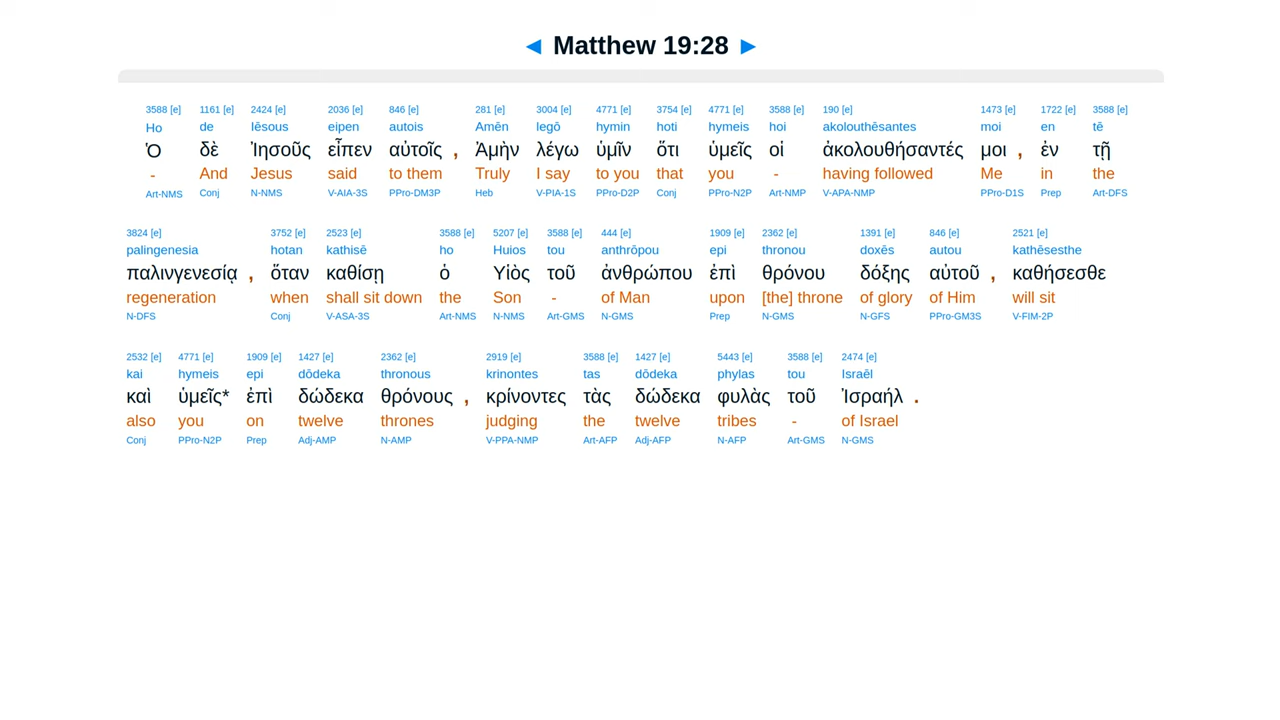 ◄ Matthew 19:28 ►
3588 [e] 1161 [e] 2424 [e] 2036 [e] 846 [e] 281 [e] 3004 [e] 4771 [e] 3754 [e] 4771 [e] 3588 [e] 190 [e] 1473 [e] 1722 [e] 3588 [e]
Ho de Iēsous eipen autois Amēn legō hymin hoti hymeis hoi akolouthēsantes moi en tē
Ὁ δὲ Ἰησοῦς εἶπεν αὐτοῖς , Ἀμὴν λέγω ὑμῖν ὅτι ὑμεῖς οἱ ἀκολουθήσαντές μοι , ἐν τῇ
- And Jesus said to them Truly I say to you that you - having followed Me in the
Art-NMS Conj N-NMS V-AIA-3S PPro-DM3P Heb V-PIA-1S PPro-D2P Conj PPro-N2P Art-NMP V-APA-NMP PPro-D1S Prep Art-DFS
3824 [e] 3752 [e] 2523 [e] 3588 [e] 5207 [e] 3588 [e] 444 [e] 1909 [e] 2362 [e] 1391 [e] 846 [e] 2521 [e]
palingenesia hotan kathisē ho Huios tou anthrōpou epi thronou doxēs autou kathēsesthe
παλινγενεσίᾳ , ὅταν καθίσῃ ὁ Υἱὸς τοῦ ἀνθρώπου ἐπὶ θρόνου δόξης αὐτοῦ , καθήσεσθε
regeneration when shall sit down the Son - of Man upon [the] throne of glory of Him will sit
N-DFS Conj V-ASA-3S Art-NMS N-NMS Art-GMS N-GMS Prep N-GMS N-GFS PPro-GM3S V-FIM-2P
2532 [e] 4771 [e] 1909 [e] 1427 [e] 2362 [e] 2919 [e] 3588 [e] 1427 [e] 5443 [e] 3588 [e] 2474 [e]
kai hymeis epi dōdeka thronous krinontes tas dōdeka phylas tou Israēl
καὶ ὑμεῖς* ἐπὶ δώδεκα θρόνους , κρίνοντες τὰς δώδεκα φυλὰς τοῦ Ἰσραήλ .
also you on twelve thrones judging the twelve tribes - of Israel
Conj PPro-N2P Prep Adj-AMP N-AMP V-PPA-NMP Art-AFP Adj-AFP N-AFP Art-GMS N-GMS